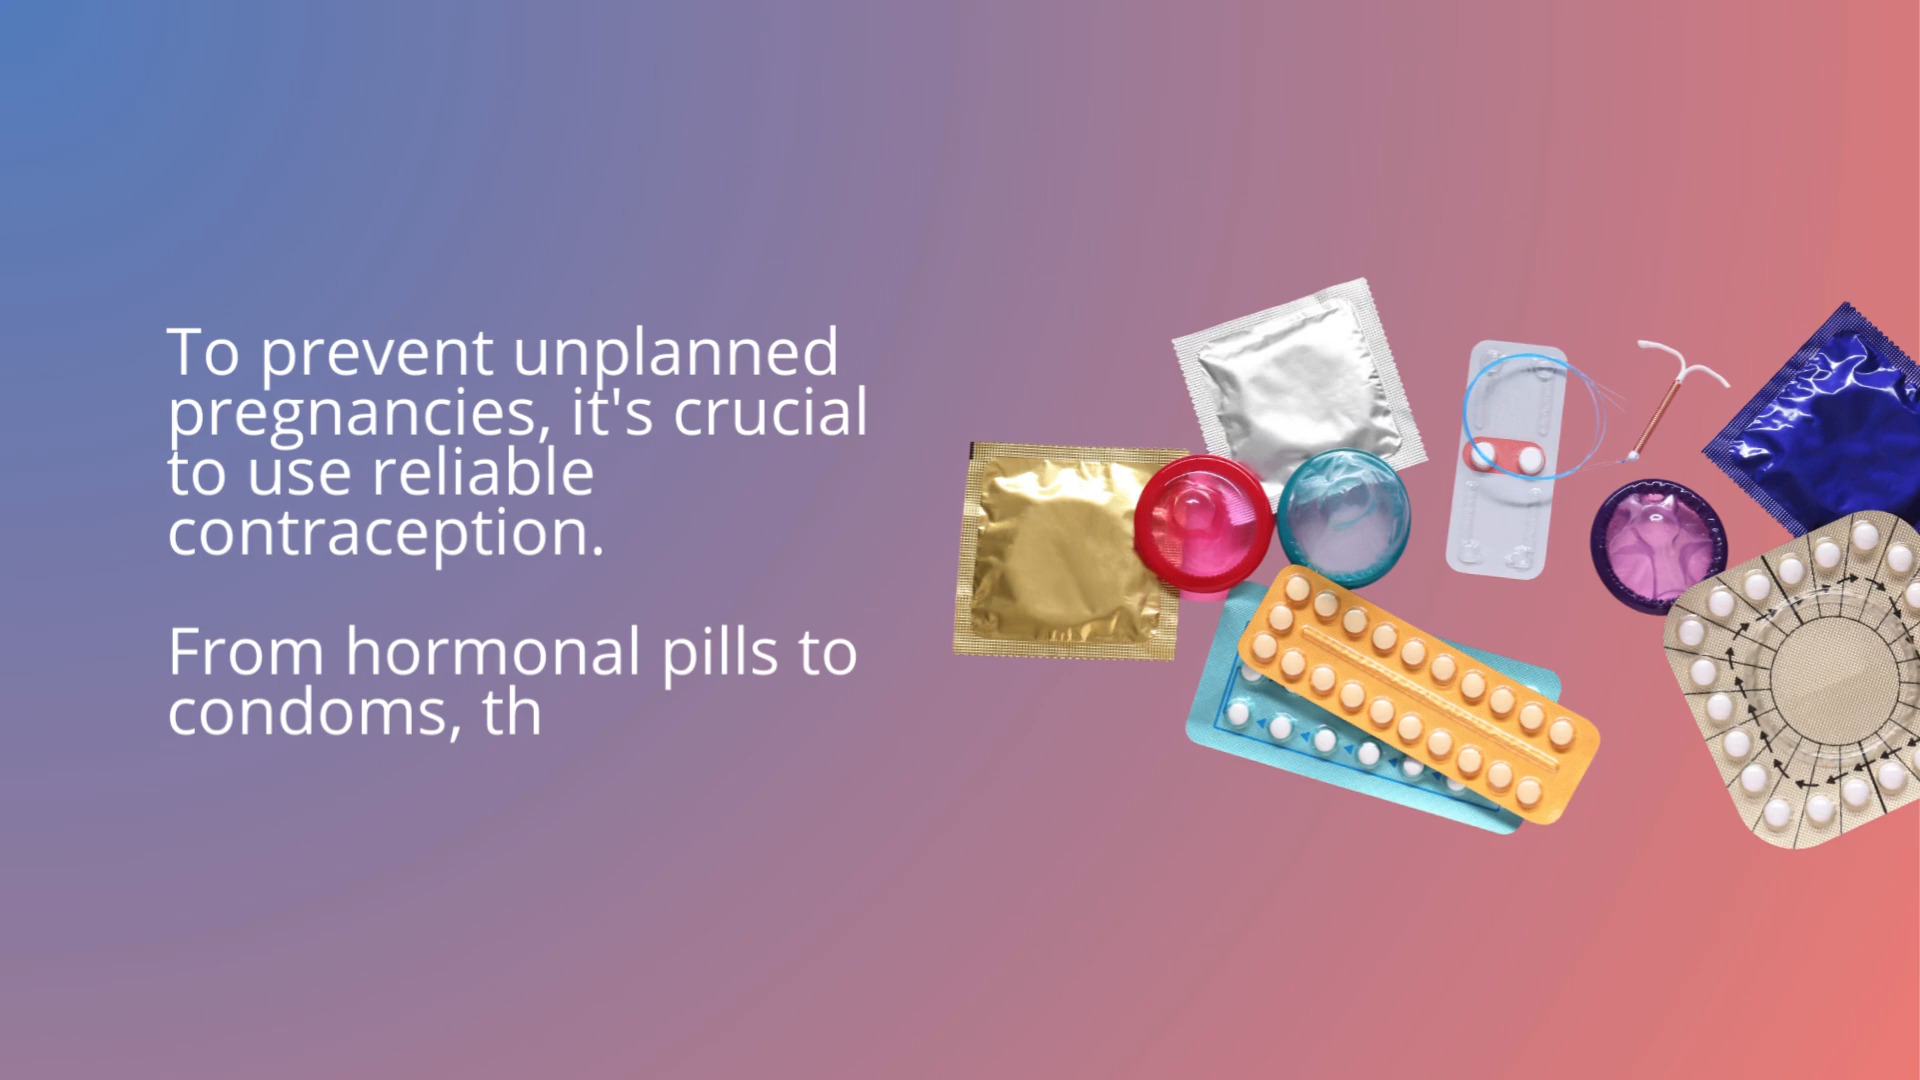 To prevent unplanned
pregnancies, it's crucial
to use reliable
contraception.
From hormonal pills to
condoms, th